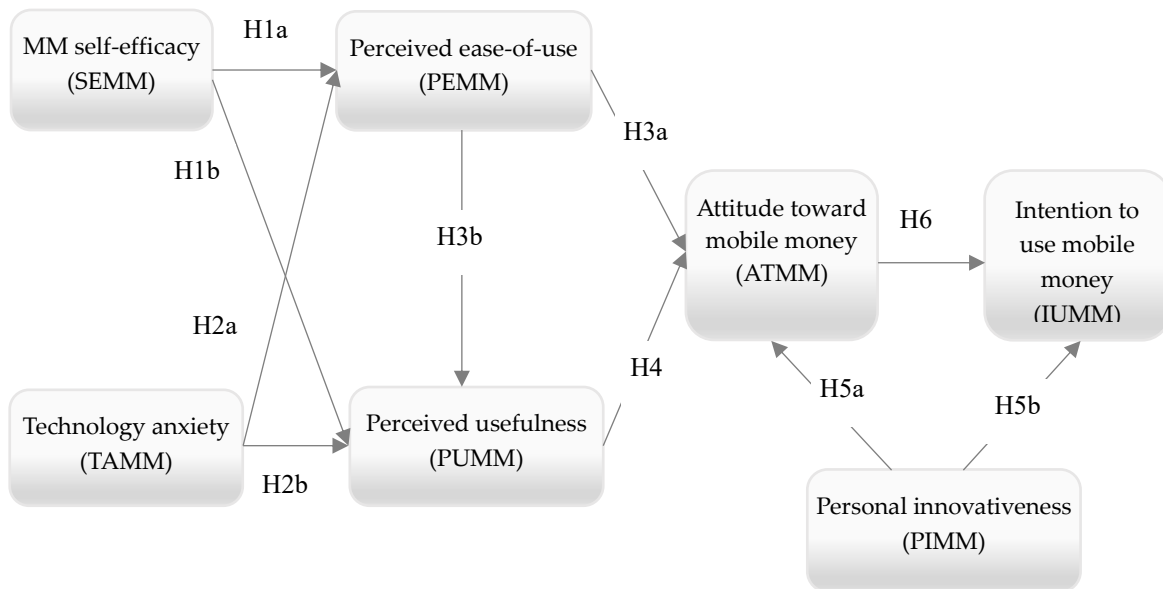 MM self-efficacy
(SEMM)
H1a
Perceived ease-of-use
(PEMM)
H1b
H3a
H3b
Attitude toward
mobile money
(ATMM)
H6
Intention to
use mobile
money
(IUMM)
H2a
H4
H5a
H5b
Technology anxiety
(TAMM)
H2b
Perceived usefulness
(PUMM)
Personal innovativeness
(PIMM)